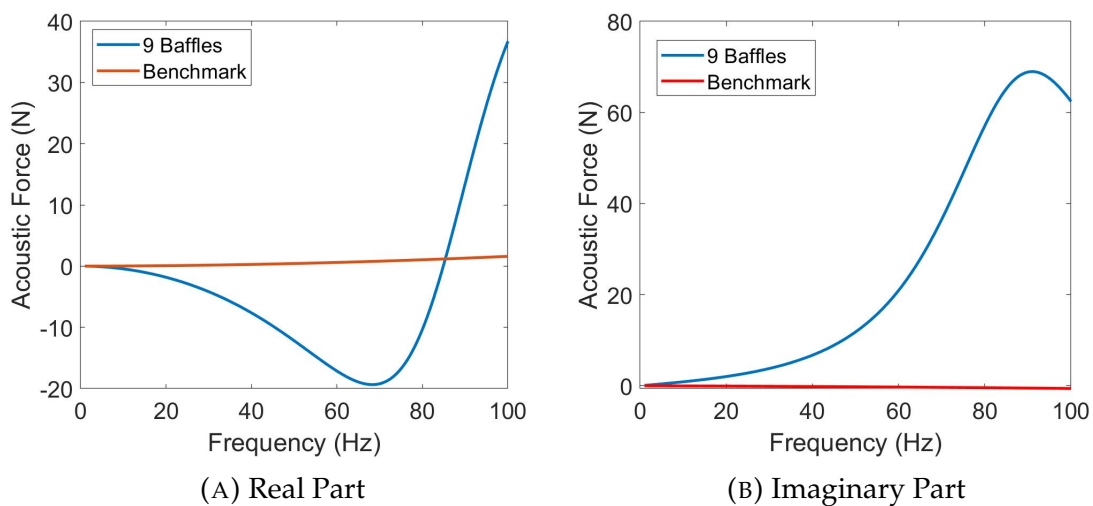 9 Baffles
Benchmark
Acoustic Force (N)
40
30
20
10
0
-10
-20
0 20 40 60 80 100
Frequency (Hz)
(A) Real Part
9 Baffles
Benchmark
Acoustic Force (N)
80
60
40
20
0
0 20 40 60 80 100
Frequency (Hz)
(B) Imaginary Part